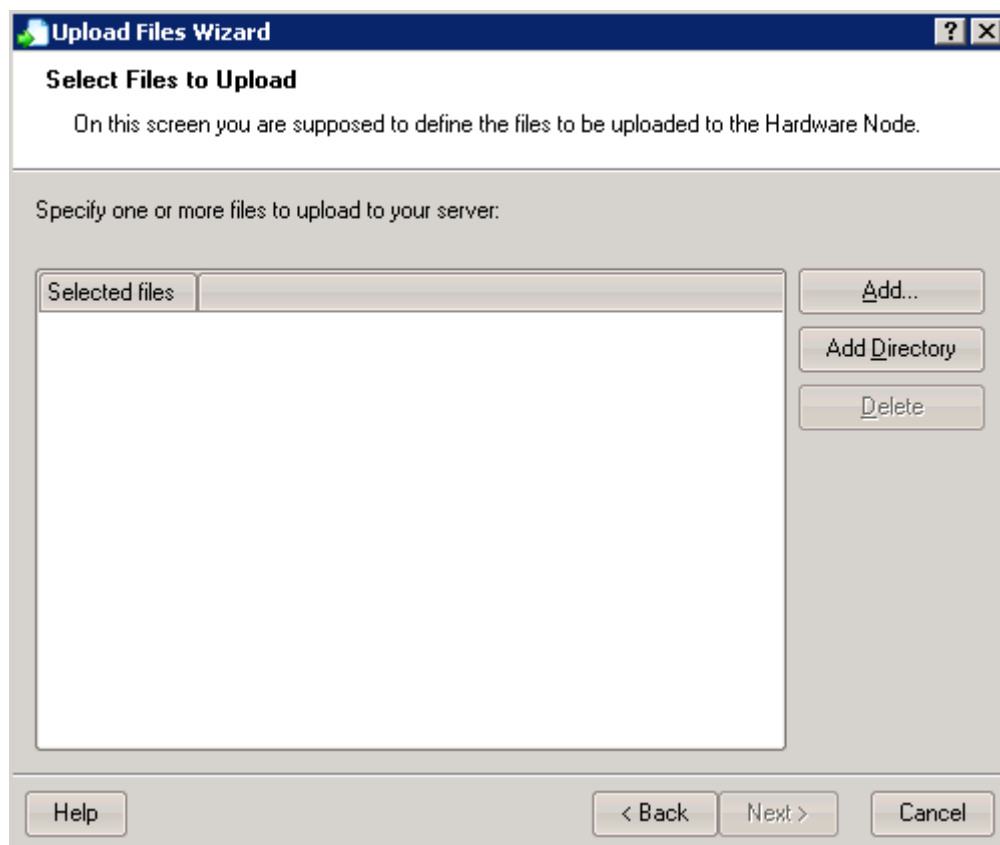 Upload Files Wizard
Select Files to Upload
On this screen you are supposed to define the files to be uploaded to the Hardware Node.
Specify one or more files to upload to your server:
Selected files
Add...
Add Directory
Delete
Help
< Back
Next >
Cancel